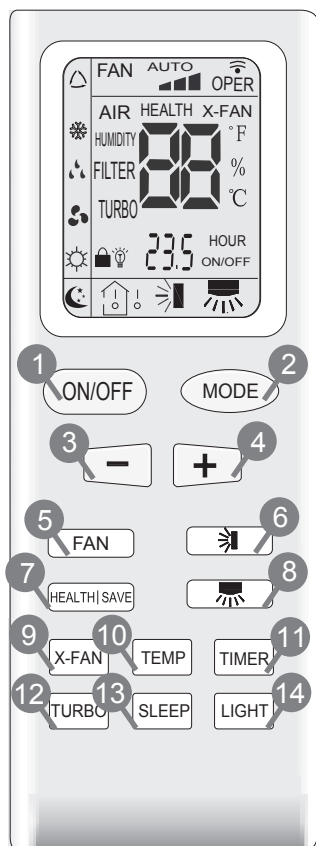 FAN AUTO OPER
AIR HEALTH X-FAN
HUMIDITY 88 °F
FILTER %
TURBO °C
23.5 HOUR
ON/OFF
1 2
ON/OFF MODE
3 4
− +
5 6
FAN
7 8
HEALTH|SAVE
9 10 11
X-FAN TEMP TIMER
12 13 14
TURBO SLEEP LIGHT